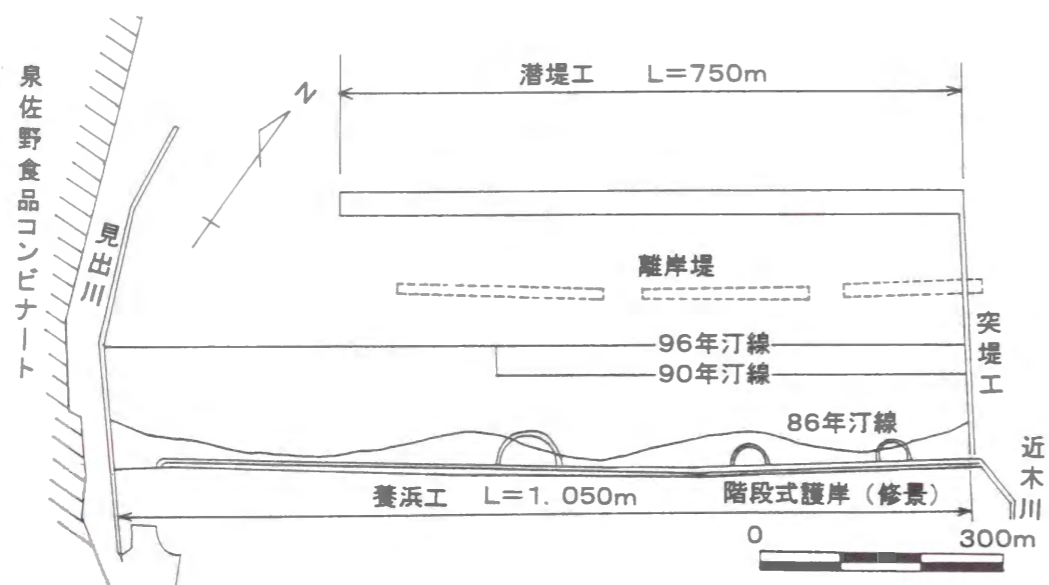 泉佐野食品コンビナート
見出川
N
潜堤工 L=750m
離岸堤
突堤工
96年汀線
90年汀線
86年汀線
近木川
養浜工 L=1.050m
階段式護岸(修景)
0 300m